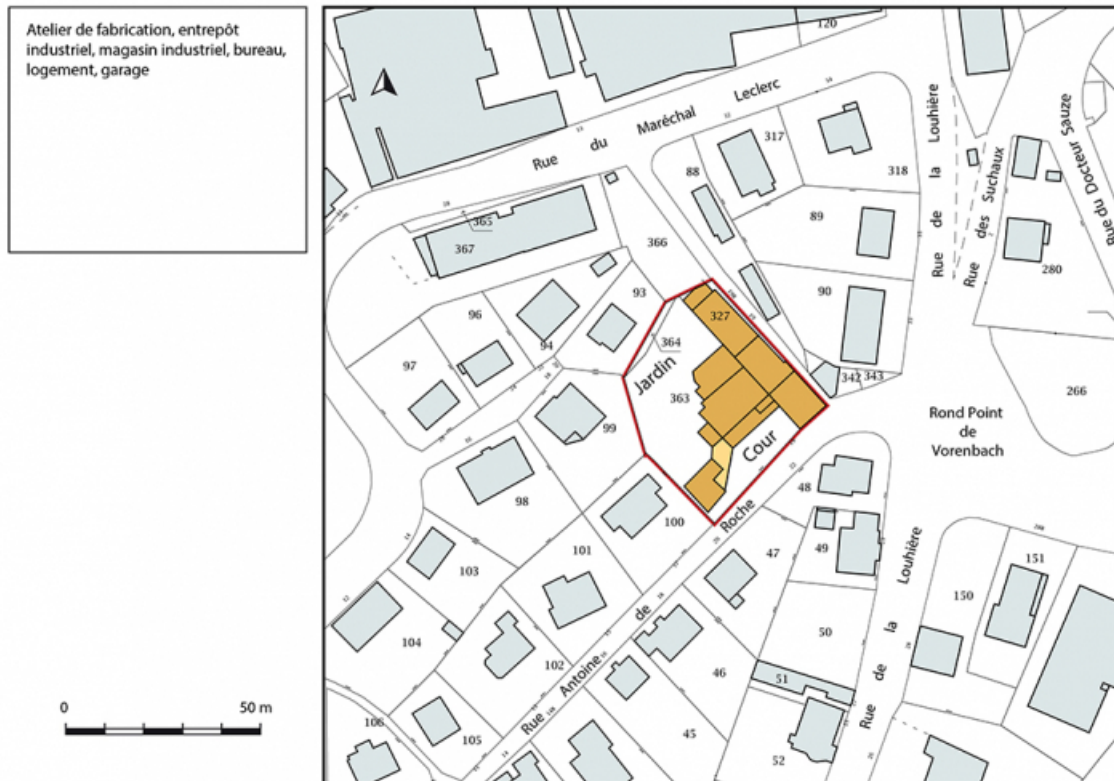 Atelier de fabrication, entrepôt
industriel, magasin industriel, bureau,
logement, garage
120
Rue du Maréchal Leclerc
317
88
318
Rue de la Louhière
Rue des Suchaux
Rue du Docteur Sauze
365
367
366
89
280
93
90
96
94
327
364
97
Jardin
363
342
343
266
99
Cour
Rond Point
de
Vorenbach
98
100
48
Rue Antoine de Roche
101
47
49
103
151
150
104
50
102
46
51
Rue de la Louhière
0
50 m
106
105
45
52